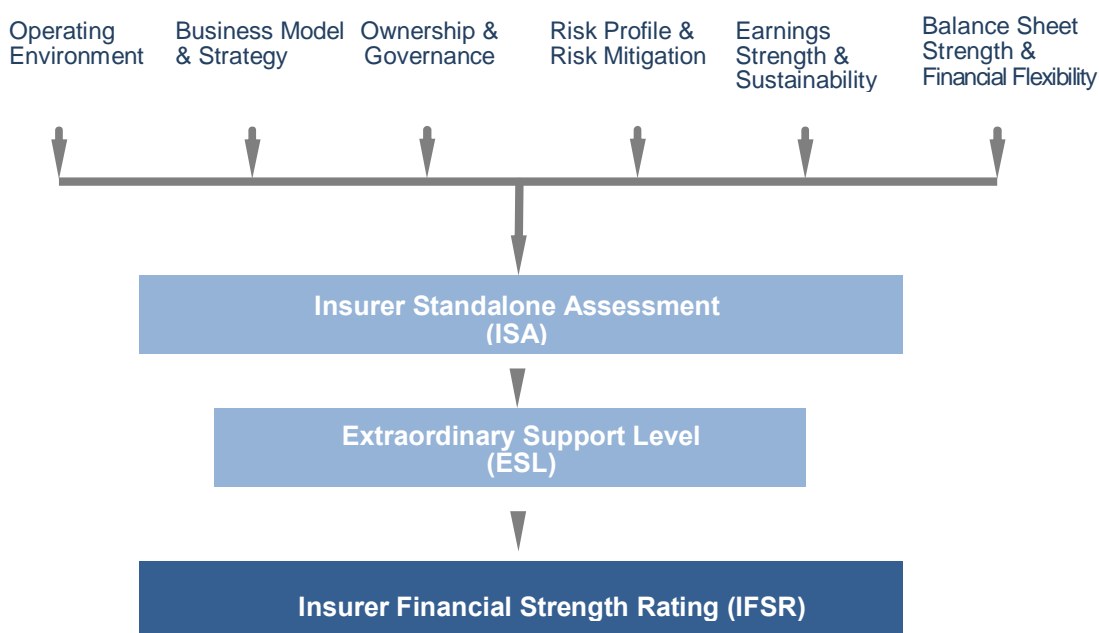 Operating
Environment
Business Model
& Strategy
Ownership &
Governance
Risk Profile &
Risk Mitigation
Earnings
Strength &
Sustainability
Balance Sheet
Strength &
Financial Flexibility
Insurer Standalone Assessment
(ISA)
Extraordinary Support Level
(ESL)
Insurer Financial Strength Rating (IFSR)